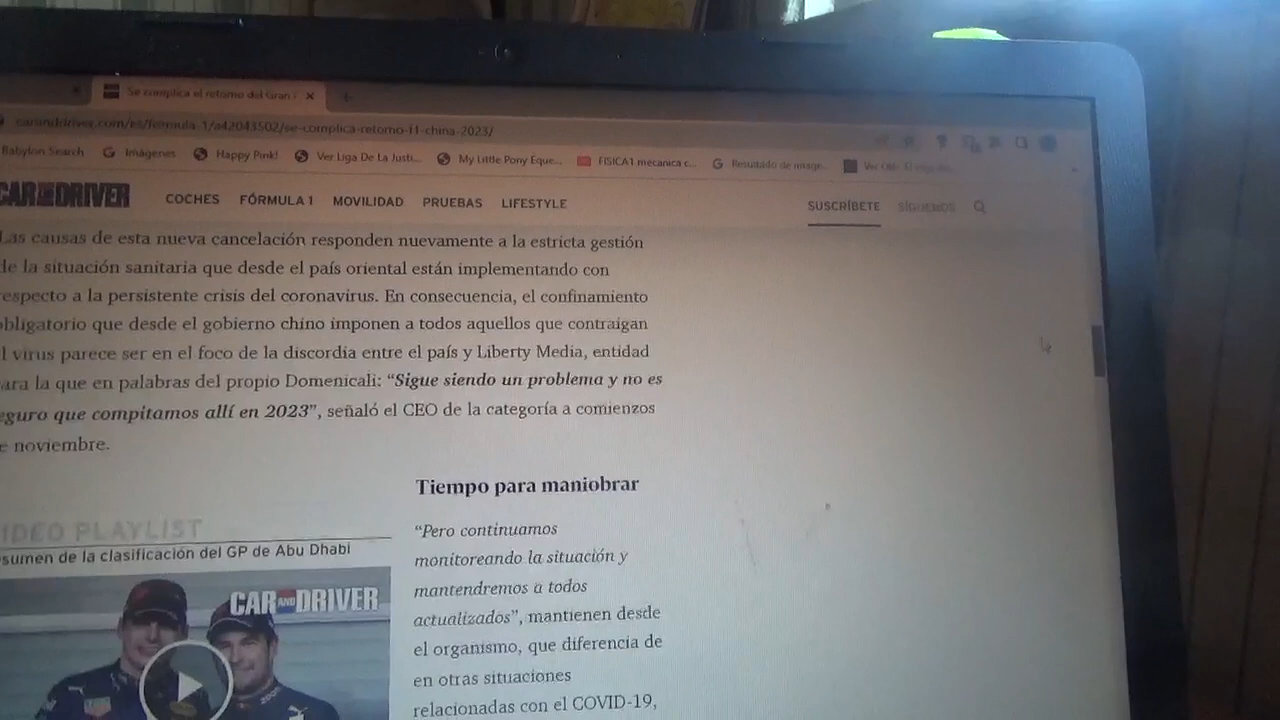 Se complica el retorno del Gran
carianddriver.com/es/formula-1/a42043502/se-complica-retorno-f1-china-2023/
Babylon Search
Imágenes
Happy Pink!
Ver Liga De La Justi...
My Little Pony Eque...
FISICA1 mecanica c...
Resultado de image...
CAR AND DRIVER
COCHES
FÓRMULA 1
MOVILIDAD
PRUEBAS
LIFESTYLE
SUSCRÍBETE
SÍGUENOS
Las causas de esta nueva cancelación responden nuevamente a la estricta gestión
de la situación sanitaria que desde el país oriental están implementando con
respecto a la persistente crisis del coronavirus. En consecuencia, el confinamiento
obligatorio que desde el gobierno chino imponen a todos aquellos que contraigan
l virus parece ser en el foco de la discordia entre el país y Liberty Media, entidad
ara la que en palabras del propio Domenicali: “Sigue siendo un problema y no es
eguro que compitamos allí en 2023”, señaló el CEO de la categoría a comienzos
e noviembre.
Tiempo para maniobrar
“Pero continuamos
monitoreando la situación y
mantendremos a todos
actualizados”, mantienen desde
el organismo, que diferencia de
en otras situaciones
relacionadas con el COVID-19,
IDEO PLAYLIST
sumen de la clasificación del GP de Abu Dhabi
CAR AND DRIVER